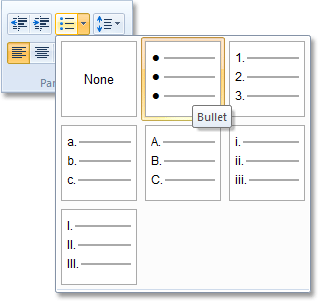 Par
None
1.
2.
3.
Bullet
a.
b.
c.
A.
B.
C.
i.
ii.
iii.
I.
II.
III.